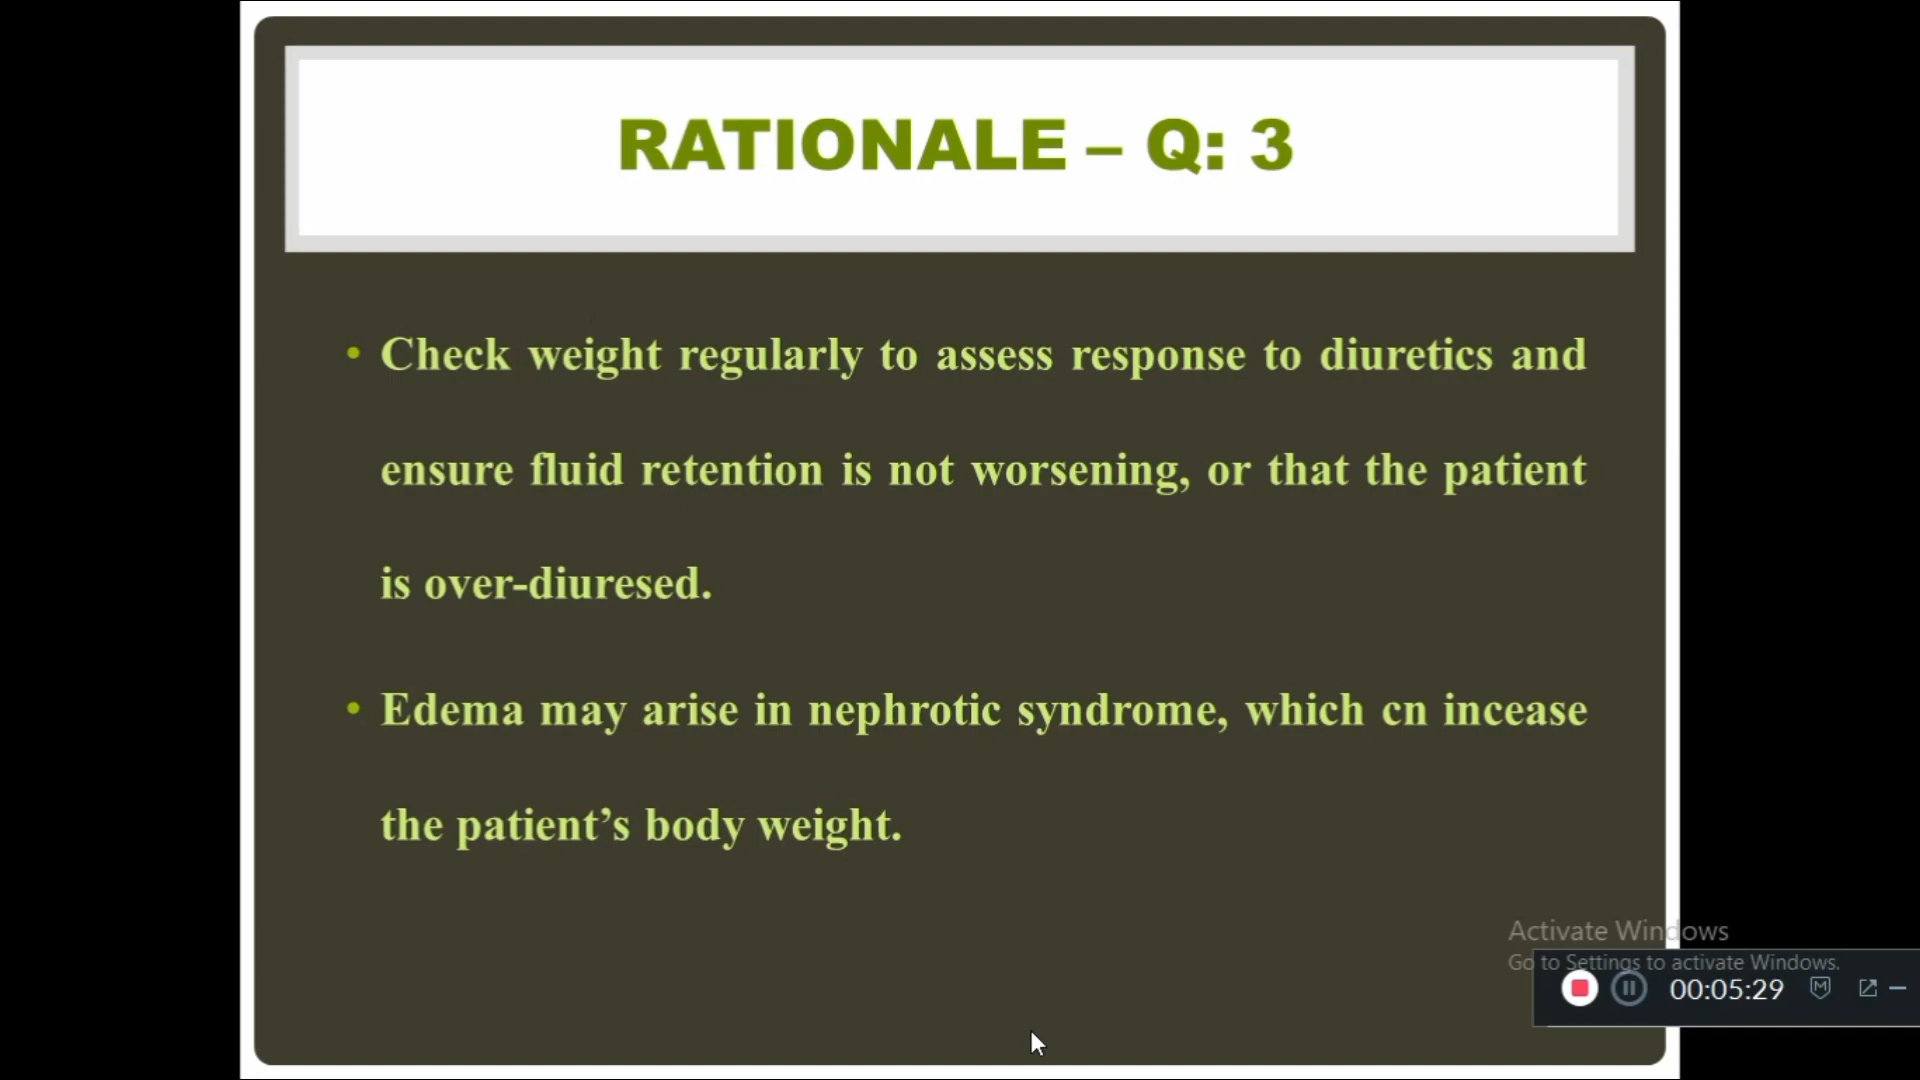 RATIONALE – Q: 3
• Check weight regularly to assess response to diuretics and
ensure fluid retention is not worsening, or that the patient
is over-diuresed.
• Edema may arise in nephrotic syndrome, which cn incease
the patient’s body weight.
Activate Windows
Go to Settings to activate Windows.
00:05:29